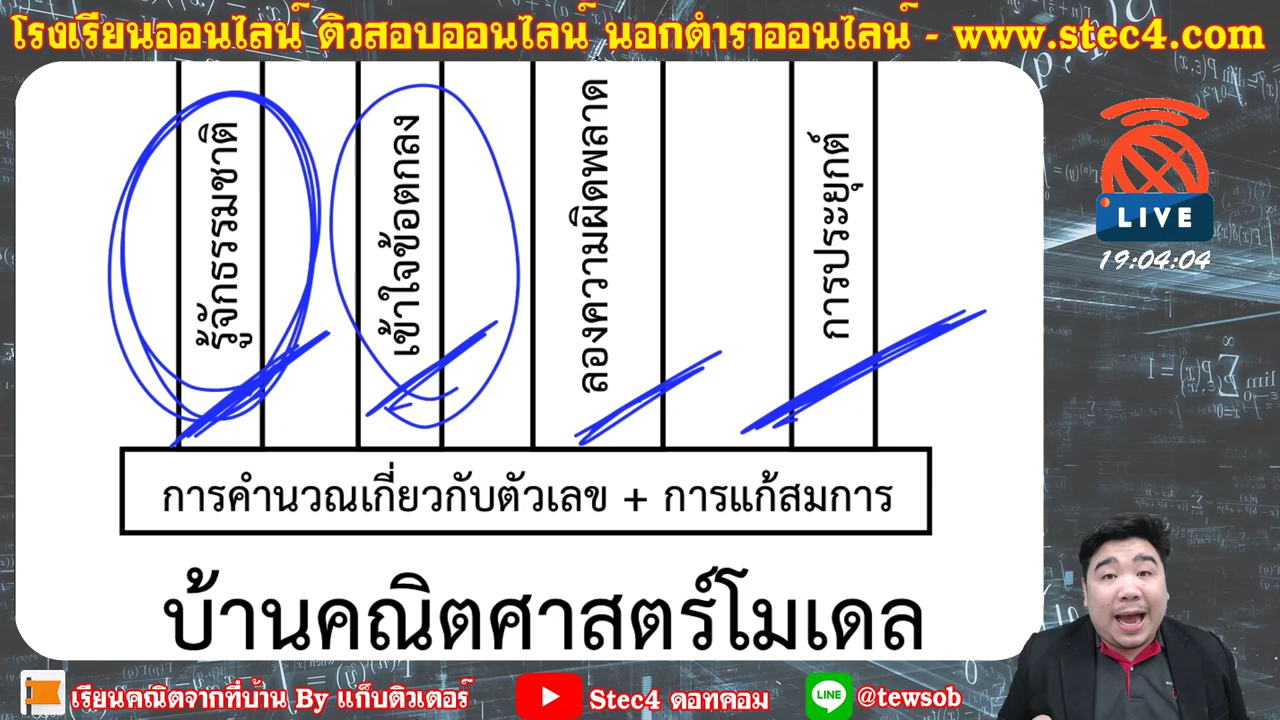 โรงเรียนออนไลน์ ติวสอบออนไลน์ นอกตำราออนไลน์ - www.stec4.com
รู้จักธรรมชาติ
เข้าใจข้อตกลง
ลองความผิดพลาด
การประยุกต์
LIVE
19:04:04
การคำนวณเกี่ยวกับตัวเลข + การแก้สมการ
บ้านคณิตศาสตร์โมเดล
เรียนคณิตจากที่บ้าน By แก็บติวเตอร์
Stec4 ดอทคอม
LINE
@tewsob